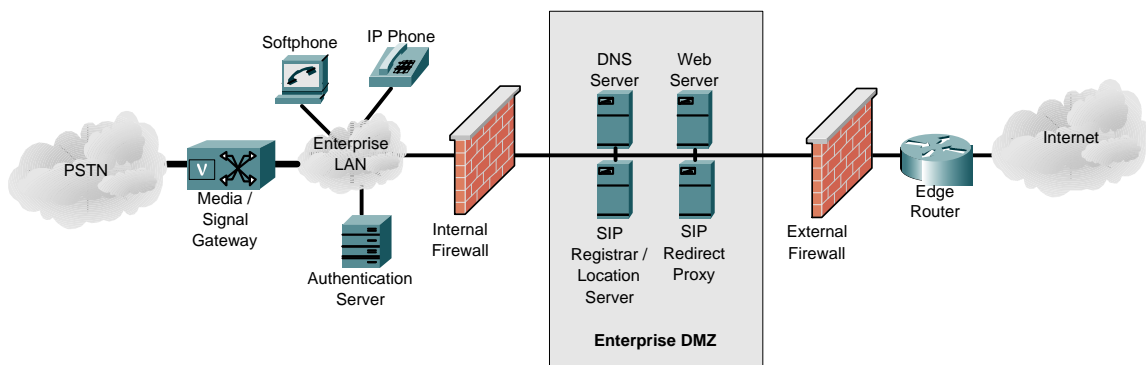 Softphone
IP Phone
DNS
Server
Web
Server
PSTN
V
Media /
Signal
Gateway
Enterprise
LAN
Authentication
Server
Internal
Firewall
SIP
Registrar /
Location
Server
SIP
Redirect
Proxy
Enterprise DMZ
External
Firewall
Edge
Router
Internet